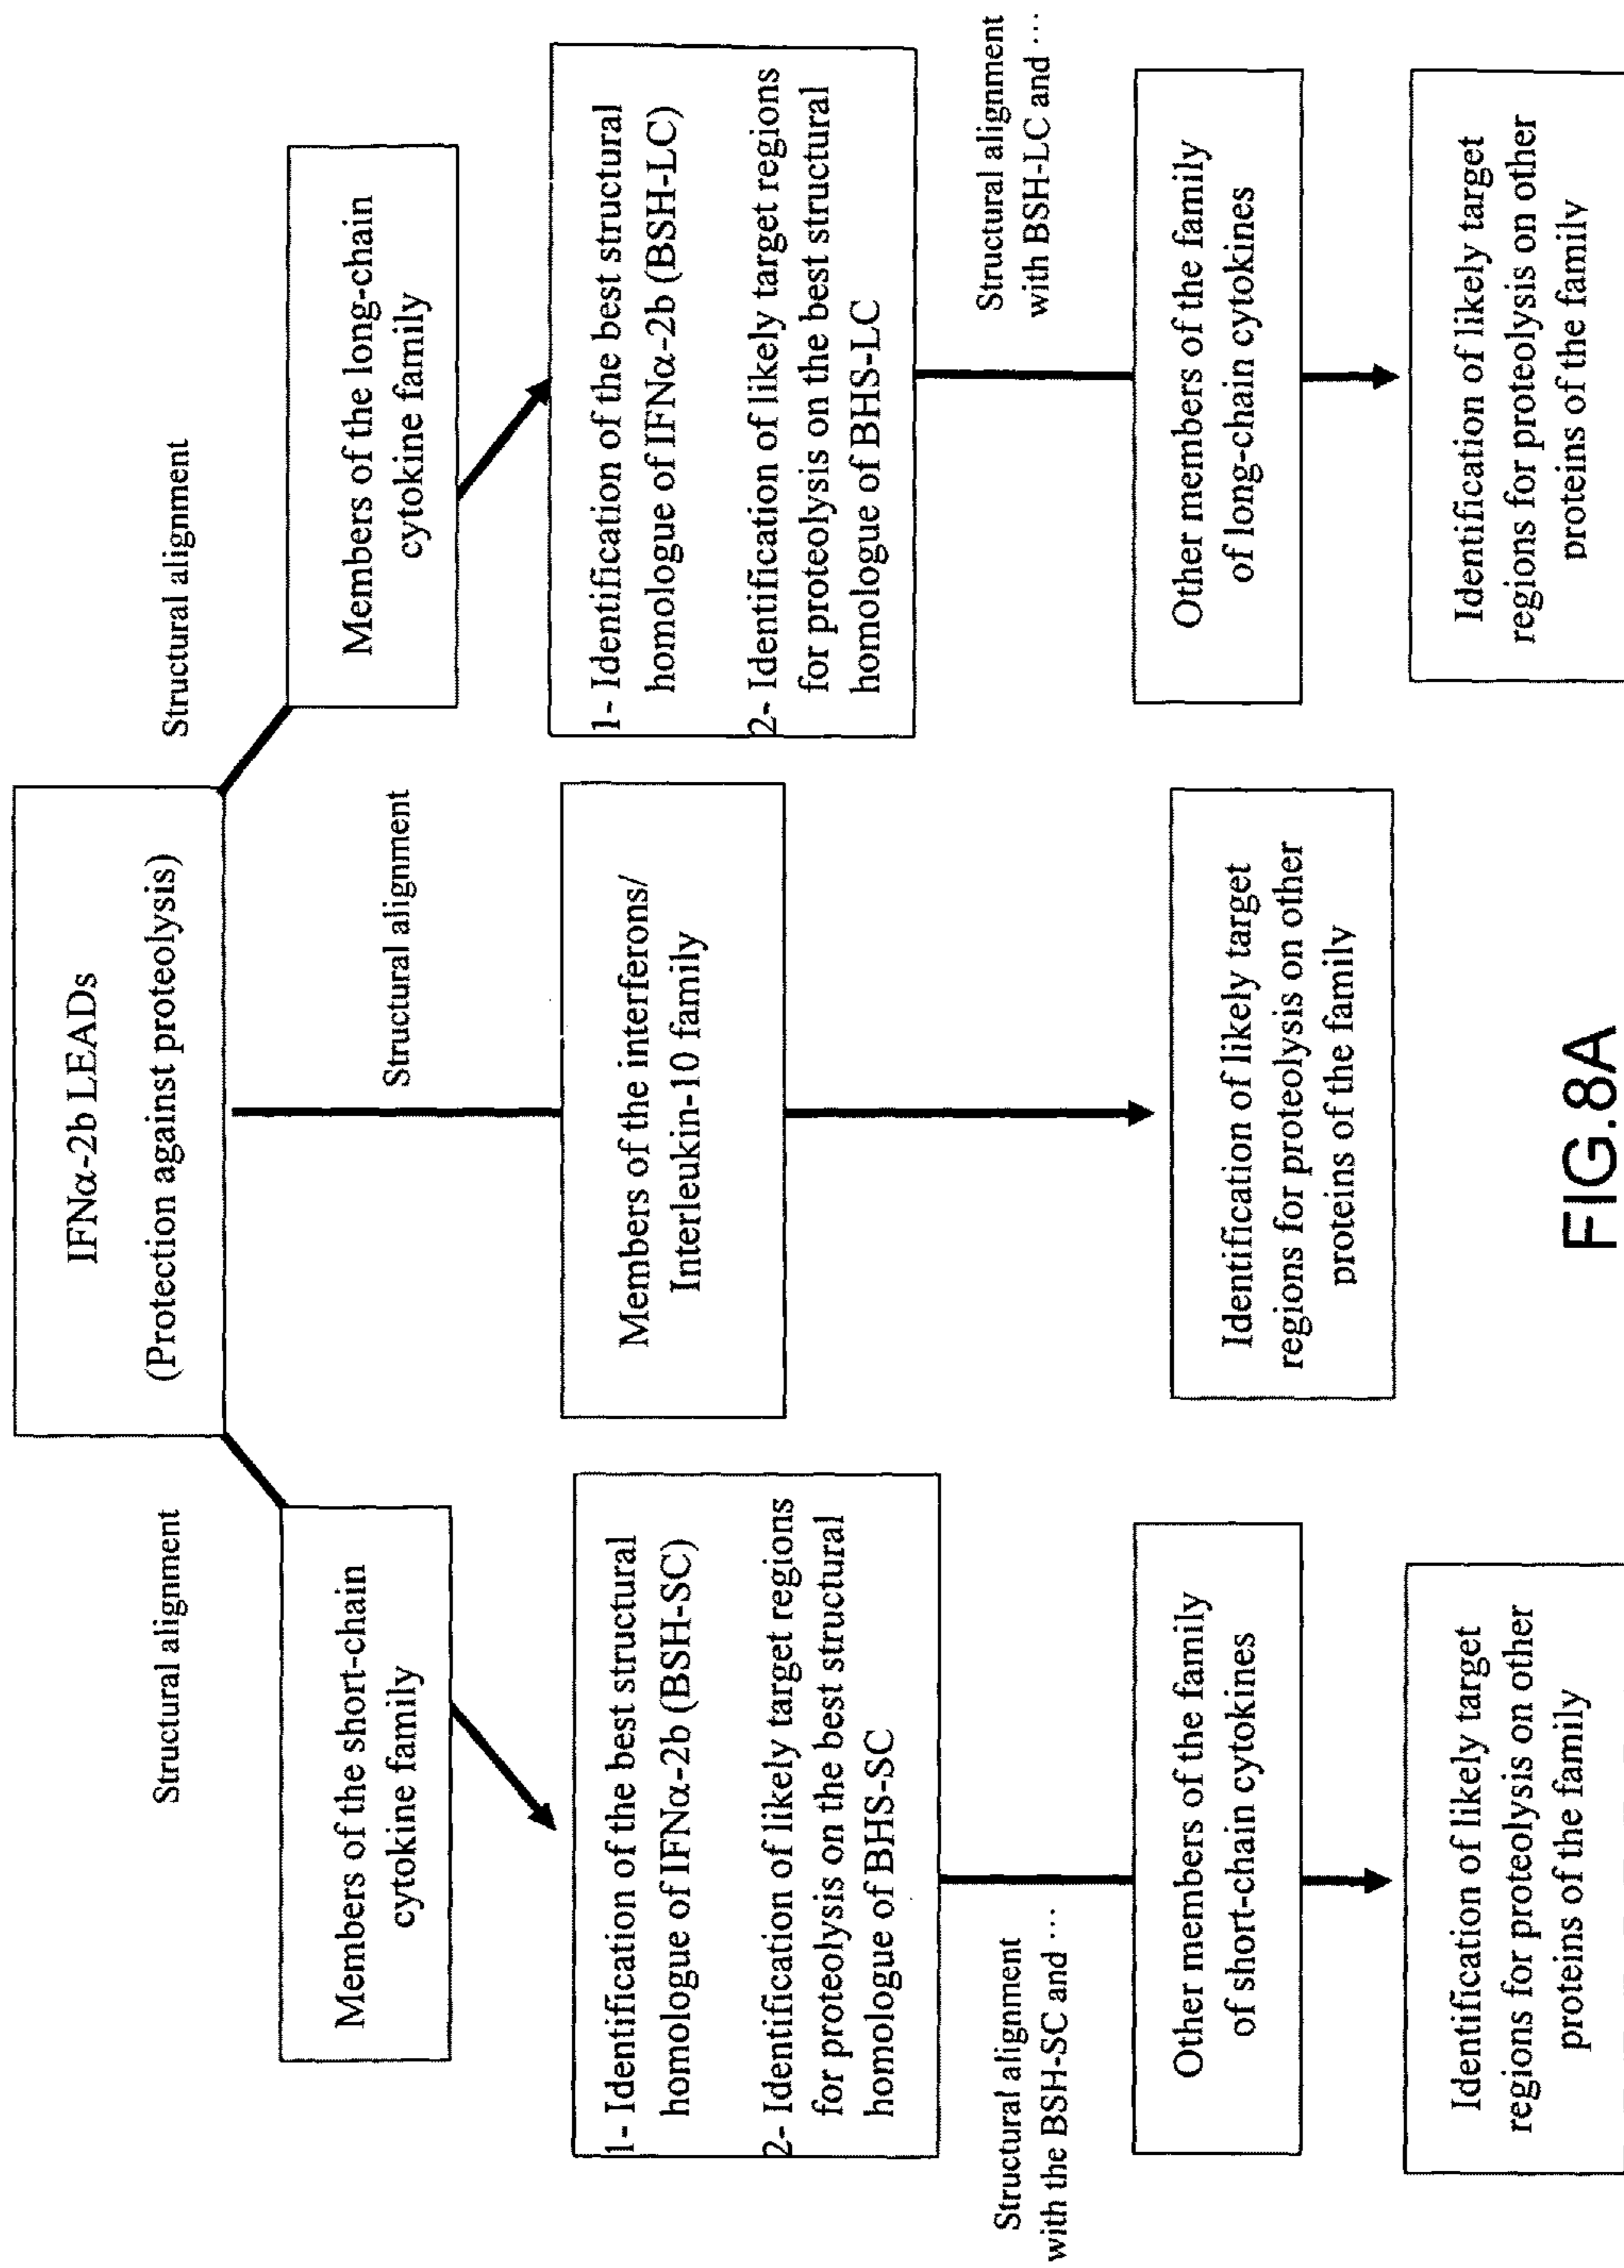 IFNα-2b LEADs
(Protection against proteolysis)
Structural alignment
Members of the short-chain
cytokine family
1- Identification of the best structural
homologue of IFNα-2b (BSH-SC)
2- Identification of likely target regions
for proteolysis on the best structural
homologue of BHS-SC
Structural alignment
with the BSH-SC and ...
Other members of the family
of short-chain cytokines
Identification of likely target
regions for proteolysis on other
proteins of the family
Structural alignment
Members of the interferons/
Interleukin-10 family
Identification of likely target
regions for proteolysis on other
proteins of the family
Structural alignment
Members of the long-chain
cytokine family
1- Identification of the best structural
homologue of IFNα-2b (BSH-LC)
2- Identification of likely target regions
for proteolysis on the best structural
homologue of BHS-LC
Structural alignment
with BSH-LC and ...
Other members of the family
of long-chain cytokines
Identification of likely target
regions for proteolysis on other
proteins of the family
FIG.8A